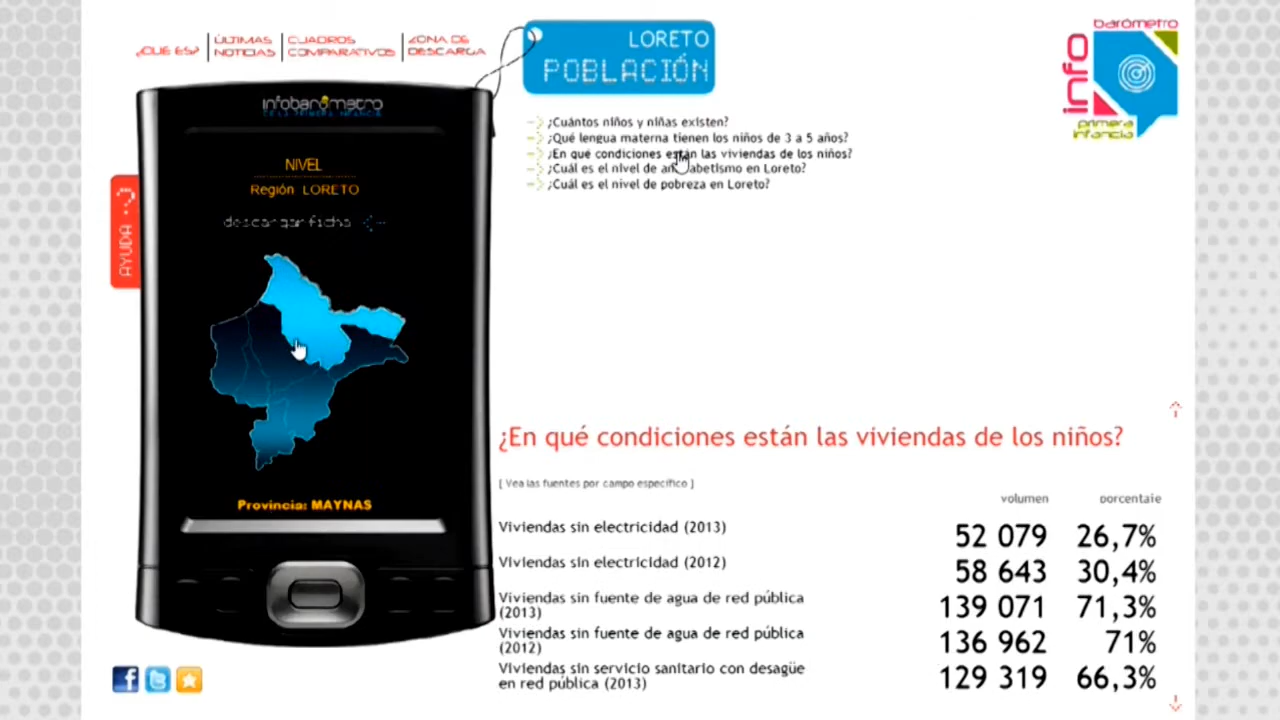 ¿QUÉ ES?
ÚLTIMAS
NOTICIAS
CUADROS
COMPARATIVOS
ZONA DE
DESCARGA
LORETO
POBLACIÓN
barómetro
info
primera
infancia
¿Cuántos niños y niñas existen?
¿Qué lengua materna tienen los niños de 3 a 5 años?
¿En qué condiciones están las viviendas de los niños?
¿Cuál es el nivel de analfabetismo en Loreto?
¿Cuál es el nivel de pobreza en Loreto?
infobarómetro
DE LA PRIMERA INFANCIA
NIVEL
Región LORETO
descargar ficha
AYUDA ?
Provincia: MAYNAS
¿En qué condiciones están las viviendas de los niños?
[ Vea las fuentes por campo específico ]
volumen porcentaje
Viviendas sin electricidad (2013) 52 079 26,7%
Viviendas sin electricidad (2012) 58 643 30,4%
Viviendas sin fuente de agua de red pública
(2013) 139 071 71,3%
Viviendas sin fuente de agua de red pública
(2012) 136 962 71%
Viviendas sin servicio sanitario con desagüe
en red pública (2013) 129 319 66,3%